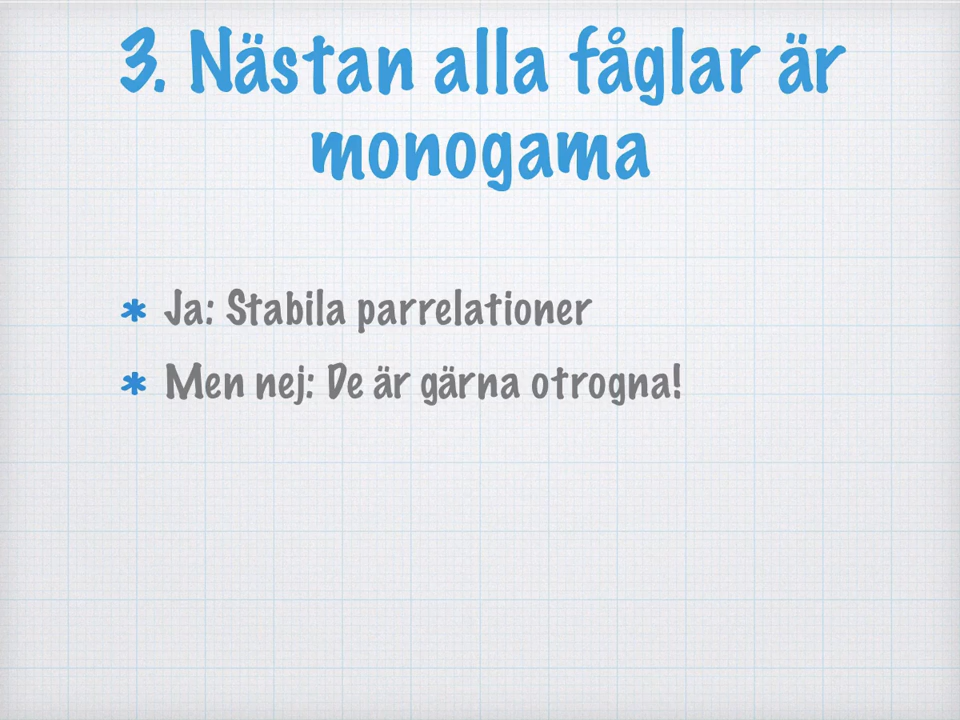 3. Nästan alla fåglar är
monogama
* Ja: Stabila parrelationer
* Men nej: De är gärna otrogna!